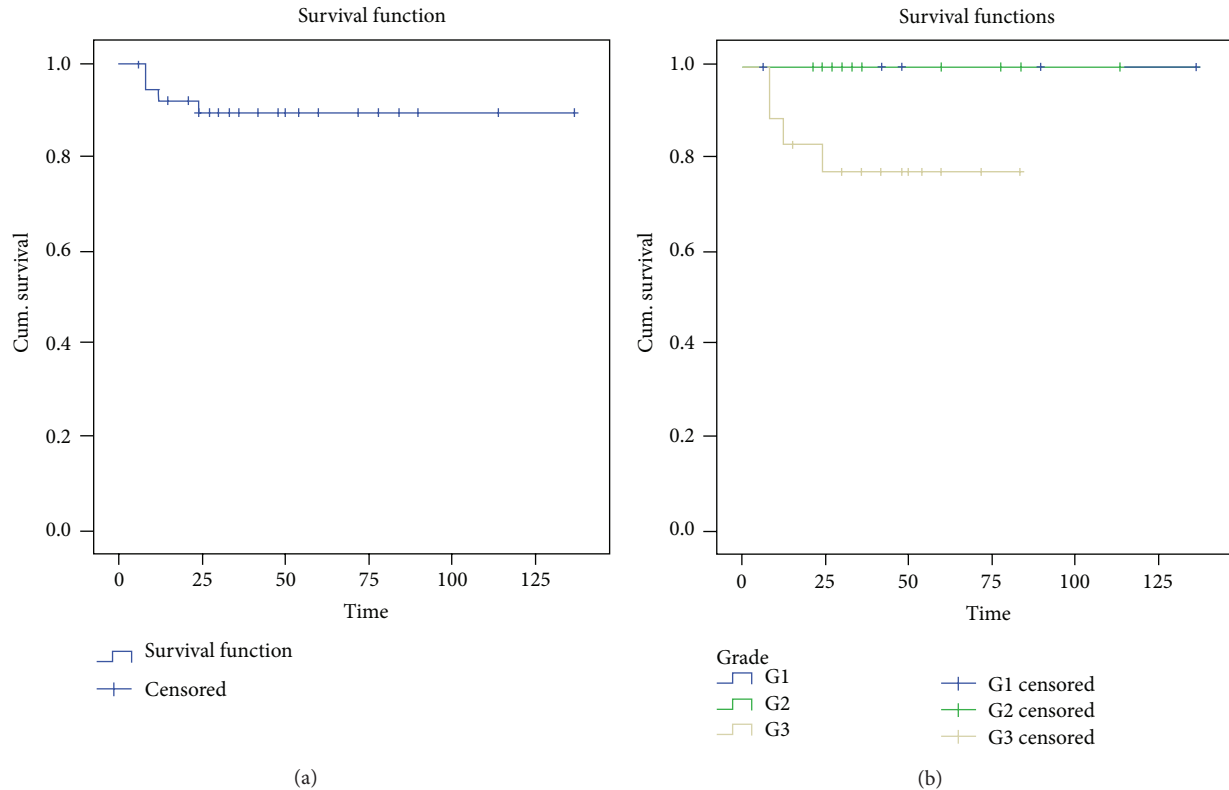 Survival function
1.0
0.8
0.6
0.4
0.2
0.0
Cum. survival
0 25 50 75 100 125
Time
Survival function
Censored
(a)
Survival functions
1.0
0.8
0.6
0.4
0.2
0.0
Cum. survival
0 25 50 75 100 125
Time
Grade
G1
G2
G3
G1 censored
G2 censored
G3 censored
(b)